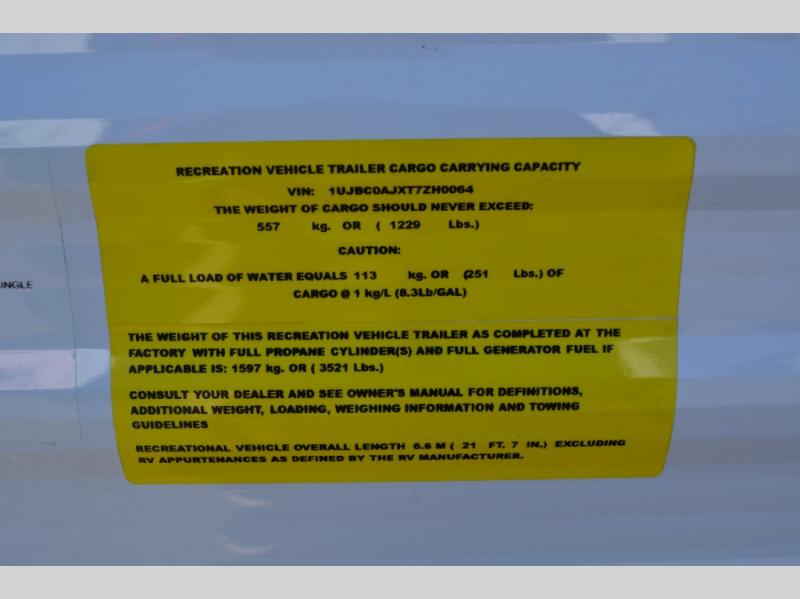 RECREATION VEHICLE TRAILER CARGO CARRYING CAPACITY
VIN: 1UJBC0AJXT7ZH0064
THE WEIGHT OF CARGO SHOULD NEVER EXCEED:
557 kg. OR ( 1229 Lbs.)
CAUTION:
A FULL LOAD OF WATER EQUALS 113 kg. OR (251 Lbs.) OF
CARGO @ 1 kg/L (8.3Lb/GAL)
THE WEIGHT OF THIS RECREATION VEHICLE TRAILER AS COMPLETED AT THE
FACTORY WITH FULL PROPANE CYLINDER(S) AND FULL GENERATOR FUEL IF
APPLICABLE IS: 1597 kg. OR ( 3521 Lbs.)
CONSULT YOUR DEALER AND SEE OWNER'S MANUAL FOR DEFINITIONS,
ADDITIONAL WEIGHT, LOADING, WEIGHING INFORMATION AND TOWING
GUIDELINES
RECREATIONAL VEHICLE OVERALL LENGTH 6.6 M ( 21 FT. 7 IN.) EXCLUDING
RV APPURTENANCES AS DEFINED BY THE RV MANUFACTURER.